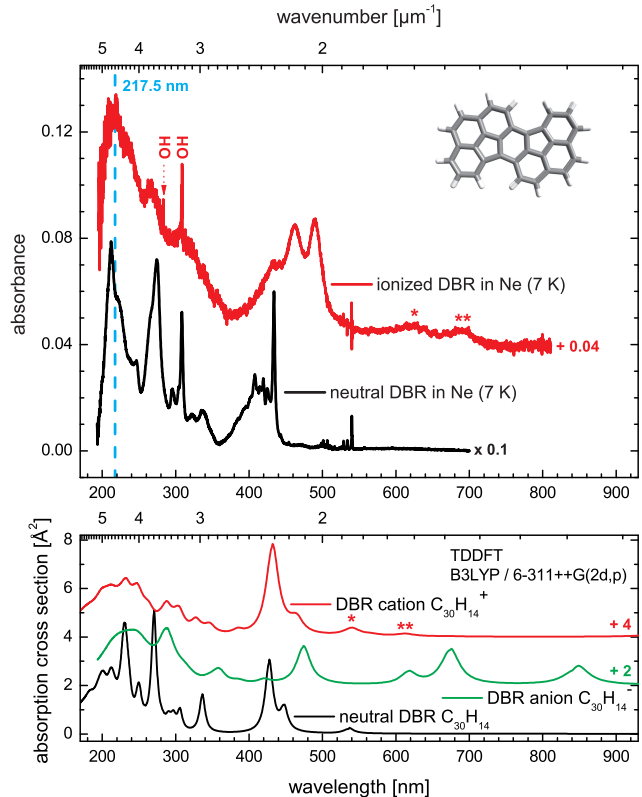 wavenumber [µm-1]
5 4 3 2
217.5 nm
0.12
OH OH
0.08
absorbance
ionized DBR in Ne (7 K)
* **
0.04
+ 0.04
neutral DBR in Ne (7 K)
0.00
x 0.1
200 300 400 500 600 700 800 900
5 4 3 2
8
TDDFT
B3LYP / 6-311++G(2d,p)
6
DBR cation C30H14+
* **
+ 4
4
absorption cross section [Å2]
+ 2
2
DBR anion C30H14-
neutral DBR C30H14
0
200 300 400 500 600 700 800 900
wavelength [nm]